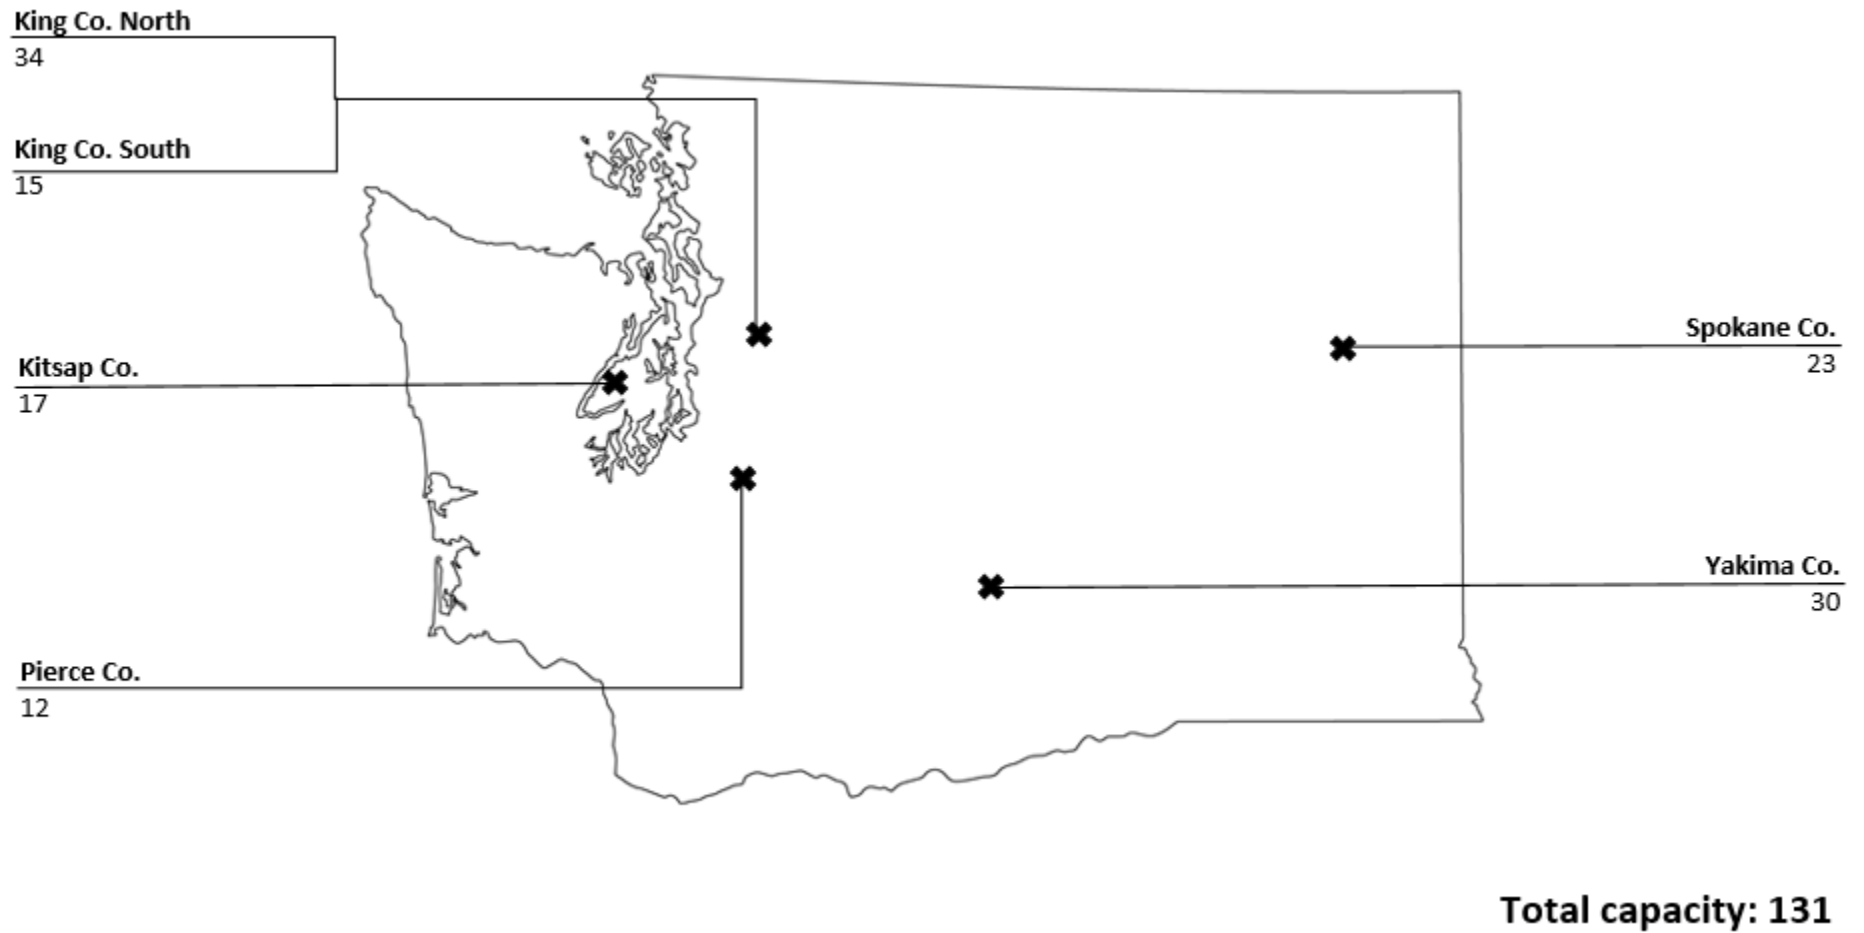 King Co. North
34
King Co. South
15
Kitsap Co.
17
Pierce Co.
12
Spokane Co.
23
Yakima Co.
30
Total capacity: 131